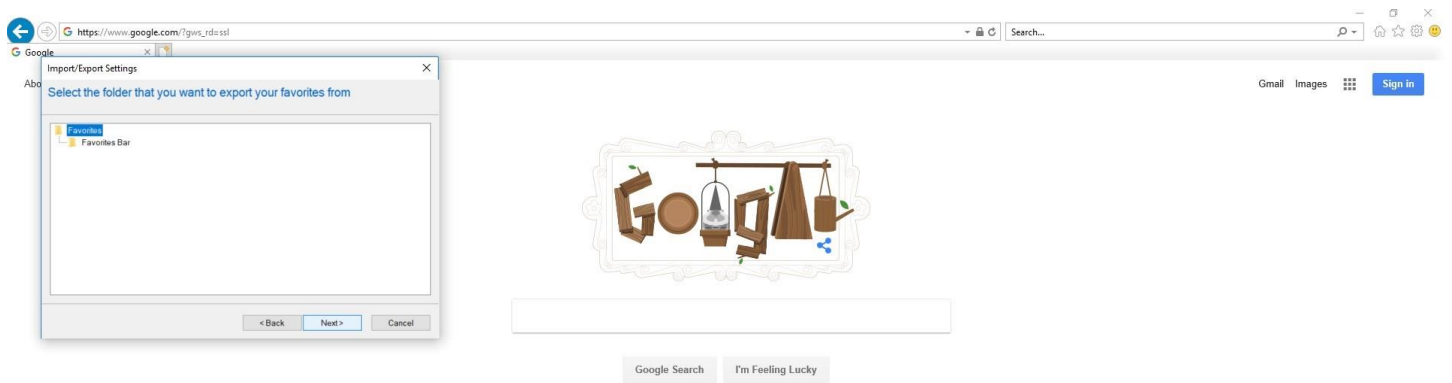 https://www.google.com/?gws_rd=ssl
Search...
Google
Import/Export Settings
Select the folder that you want to export your favorites from
Favorites
Favorites Bar
< Back
Next >
Cancel
Abo
Gmail
Images
Sign in
Google Search
I'm Feeling Lucky